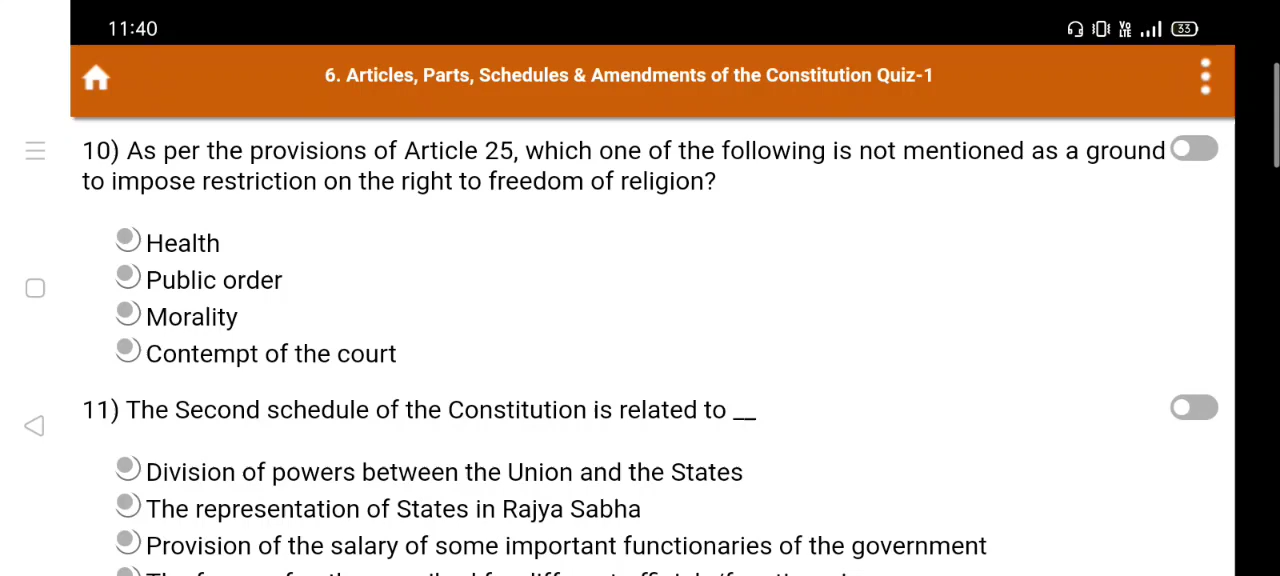 11:40
33
6. Articles, Parts, Schedules & Amendments of the Constitution Quiz-1
10) As per the provisions of Article 25, which one of the following is not mentioned as a ground
to impose restriction on the right to freedom of religion?
Health
Public order
Morality
Contempt of the court
11) The Second schedule of the Constitution is related to __
Division of powers between the Union and the States
The representation of States in Rajya Sabha
Provision of the salary of some important functionaries of the government